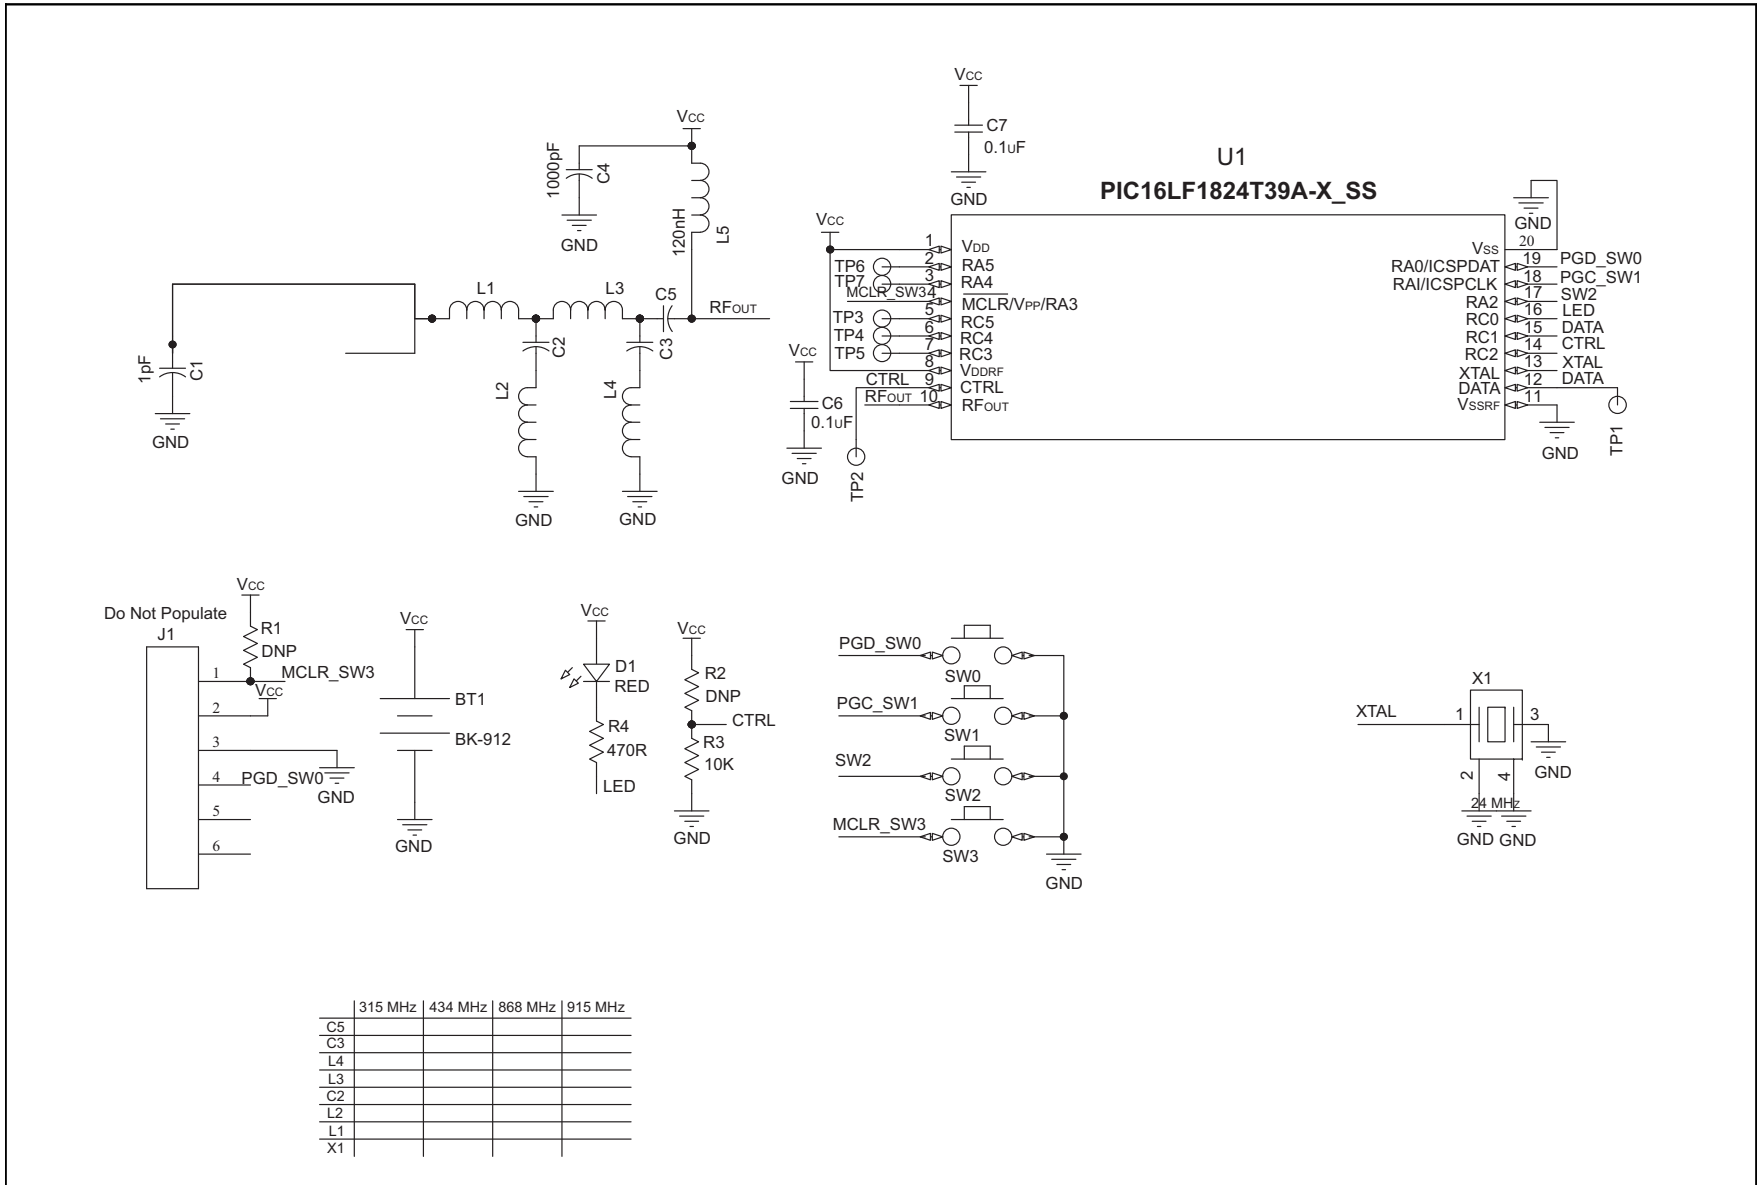 VCC
C7
0.1uF
GND
VCC
1000pF
C4
GND
120nH
L5
U1
PIC16LF1824T39A-X_SS
GND
L1
L3
C5
RFOUT
C2
C3
L2
L4
1pF
C1
GND
GND
GND
VCC
VCC
C6
0.1uF
GND
TP2
TP6
TP7
MCLR_SW3
TP3
TP4
TP5
CTRL
RFOUT
1 VDD
2 RA5
3 RA4
4 MCLR/VPP/RA3
5 RC5
6 RC4
7 RC3
8 VDDRF
9 CTRL
10 RFOUT
VSS 20
RA0/ICSPDAT 19 PGD_SW0
RAI/ICSPCLK 18 PGC_SW1
RA2 17 SW2
RC0 16 LED
RC1 15 DATA
RC2 14 CTRL
XTAL 13 XTAL
DATA 12 DATA
VSSRF 11
GND
TP1
Do Not Populate
J1
VCC
R1
DNP
1 MCLR_SW3
VCC
2
3
4 PGD_SW0
GND
5
6
VCC
BT1
BK-912
GND
VCC
D1
RED
R4
470R
LED
VCC
R2
DNP
CTRL
R3
10K
GND
PGD_SW0
SW0
PGC_SW1
SW1
SW2
SW2
MCLR_SW3
SW3
GND
X1
XTAL
1 3
2 4
GND
24 MHz
GND GND
315 MHz 434 MHz 868 MHz 915 MHz
C5
C3
L4
L3
C2
L2
L1
X1